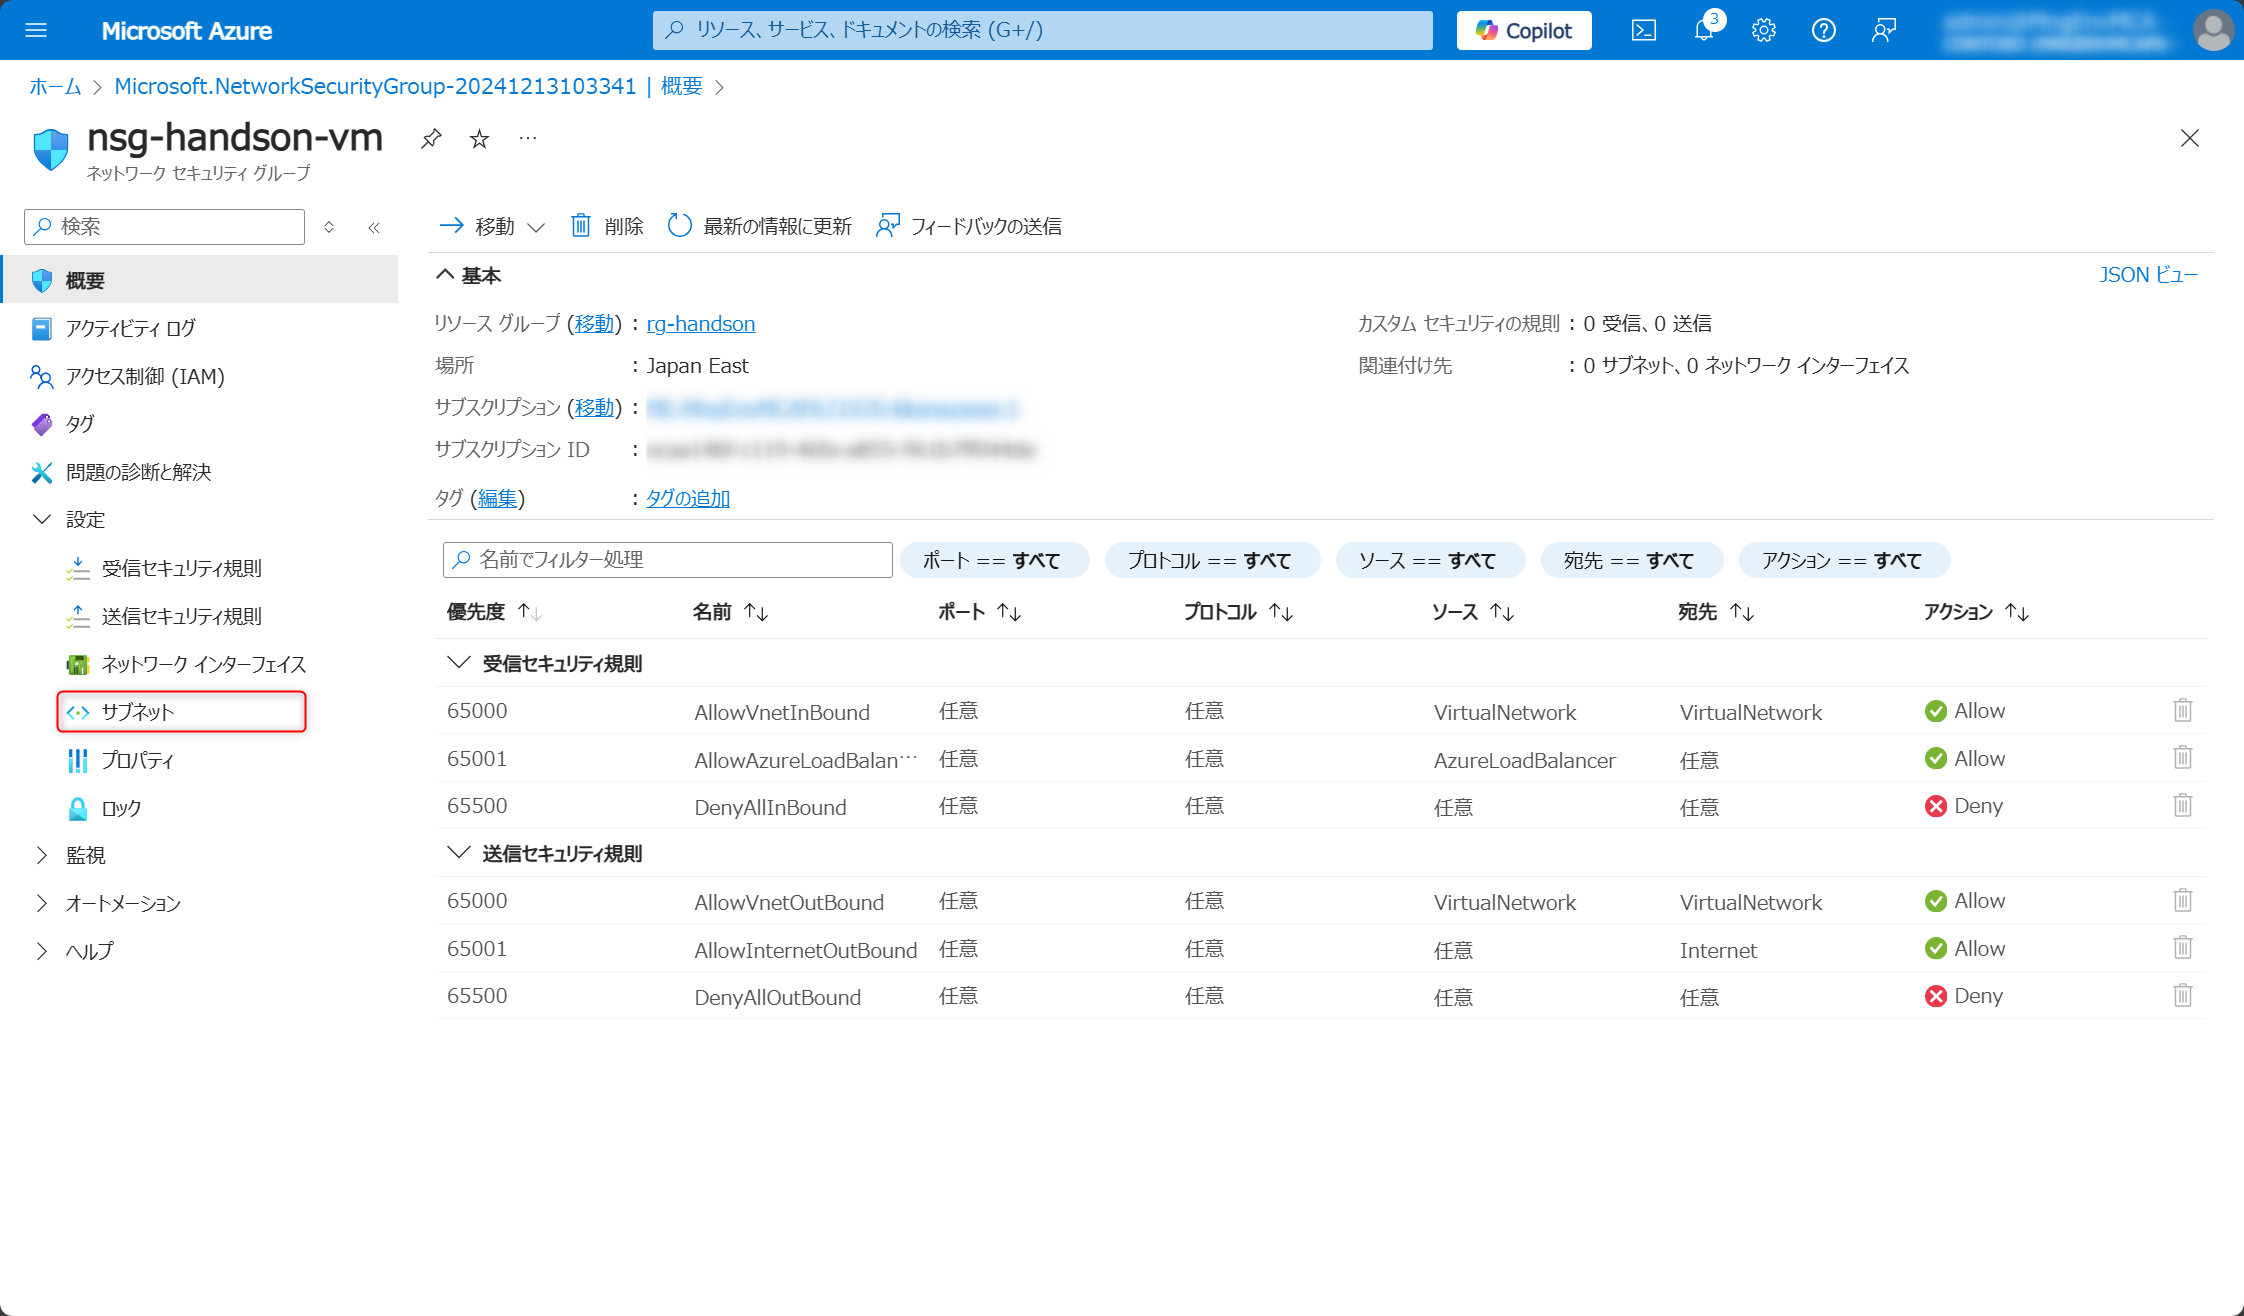 Microsoft Azure
リソース、サービス、ドキュメントの検索 (G+/)
Copilot
3
ホーム > Microsoft.NetworkSecurityGroup-20241213103341 | 概要 >
nsg-handson-vm
ネットワーク セキュリティ グループ
検索
移動
削除
最新の情報に更新
フィードバックの送信
概要
アクティビティ ログ
アクセス制御 (IAM)
タグ
問題の診断と解決
設定
受信セキュリティ規則
送信セキュリティ規則
ネットワーク インターフェイス
サブネット
プロパティ
ロック
監視
オートメーション
ヘルプ
基本
JSON ビュー
リソース グループ (移動) : rg-handson
場所 : Japan East
サブスクリプション (移動) :
サブスクリプション ID :
タグ (編集) : タグの追加
カスタム セキュリティの規則 : 0 受信、0 送信
関連付け先 : 0 サブネット、0 ネットワーク インターフェイス
名前でフィルター処理
ポート == すべて
プロトコル == すべて
ソース == すべて
宛先 == すべて
アクション == すべて
優先度 名前 ポート プロトコル ソース 宛先 アクション
受信セキュリティ規則
65000 AllowVnetInBound 任意 任意 VirtualNetwork VirtualNetwork Allow
65001 AllowAzureLoadBalan… 任意 任意 AzureLoadBalancer 任意 Allow
65500 DenyAllInBound 任意 任意 任意 任意 Deny
送信セキュリティ規則
65000 AllowVnetOutBound 任意 任意 VirtualNetwork VirtualNetwork Allow
65001 AllowInternetOutBound 任意 任意 任意 Internet Allow
65500 DenyAllOutBound 任意 任意 任意 任意 Deny